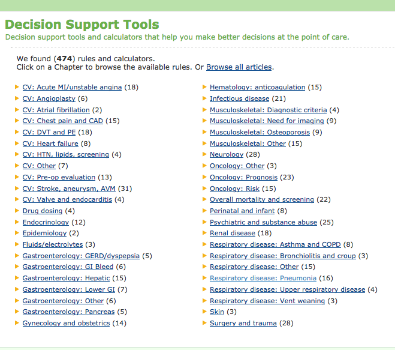 Decision Support Tools
Decision support tools and calculators that help you make better decisions at the point of care.
We found (474) rules and calculators.
Click on a Chapter to browse the available rules. Or Browse all articles.
CV: Acute MI/unstable angina (18)
CV: Angioplasty (6)
CV: Atrial fibrillation (2)
CV: Chest pain and CAD (15)
CV: DVT and PE (18)
CV: Heart failure (8)
CV: HTN, lipids, screening (4)
CV: Other (7)
CV: Pre-op evaluation (13)
CV: Stroke, aneurysm, AVM (31)
CV: Valve and endocarditis (4)
Drug dosing (4)
Endocrinology (12)
Epidemiology (2)
Fluids/electrolytes (3)
Gastroenterology: GERD/dyspepsia (5)
Gastroenterology: GI Bleed (6)
Gastroenterology: Hepatic (15)
Gastroenterology: Lower GI (7)
Gastroenterology: Other (6)
Gastroenterology: Pancreas (5)
Gynecology and obstetrics (14)
Hematology: anticoagulation (15)
Infectious disease (21)
Musculoskeletal: Diagnostic criteria (4)
Musculoskeletal: Need for imaging (9)
Musculoskeletal: Osteoporosis (9)
Musculoskeletal: Other (15)
Neurology (28)
Oncology: Other (3)
Oncology: Prognosis (23)
Oncology: Risk (15)
Overall mortality and screening (22)
Perinatal and infant (8)
Psychiatric and substance abuse (25)
Renal disease (18)
Respiratory disease: Asthma and COPD (8)
Respiratory disease: Bronchiolitis and croup (3)
Respiratory disease: Other (15)
Respiratory disease: Pneumonia (16)
Respiratory disease: Upper respiratory disease (4)
Respiratory disease: Vent weaning (3)
Skin (3)
Surgery and trauma (28)